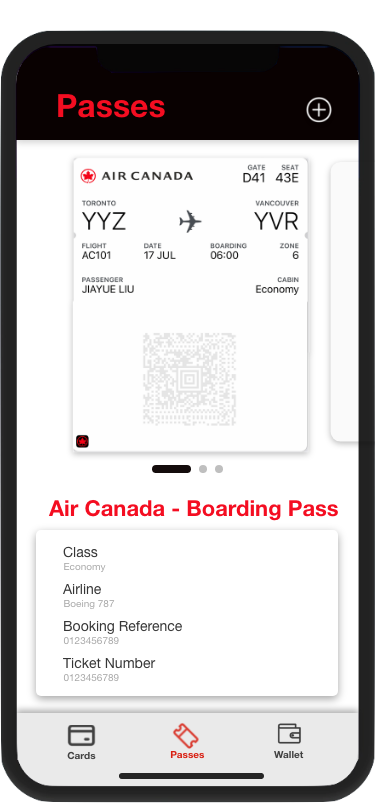 Passes
AIR CANADA
GATE SEAT
D41 43E
TORONTO VANCOUVER
YYZ YVR
FLIGHT DATE BOARDING ZONE
AC101 17 JUL 06:00 6
PASSENGER CABIN
JIAYUE LIU Economy
Air Canada - Boarding Pass
Class
Economy
Airline
Boeing 787
Booking Reference
0123456789
Ticket Number
0123456789
Cards Passes Wallet